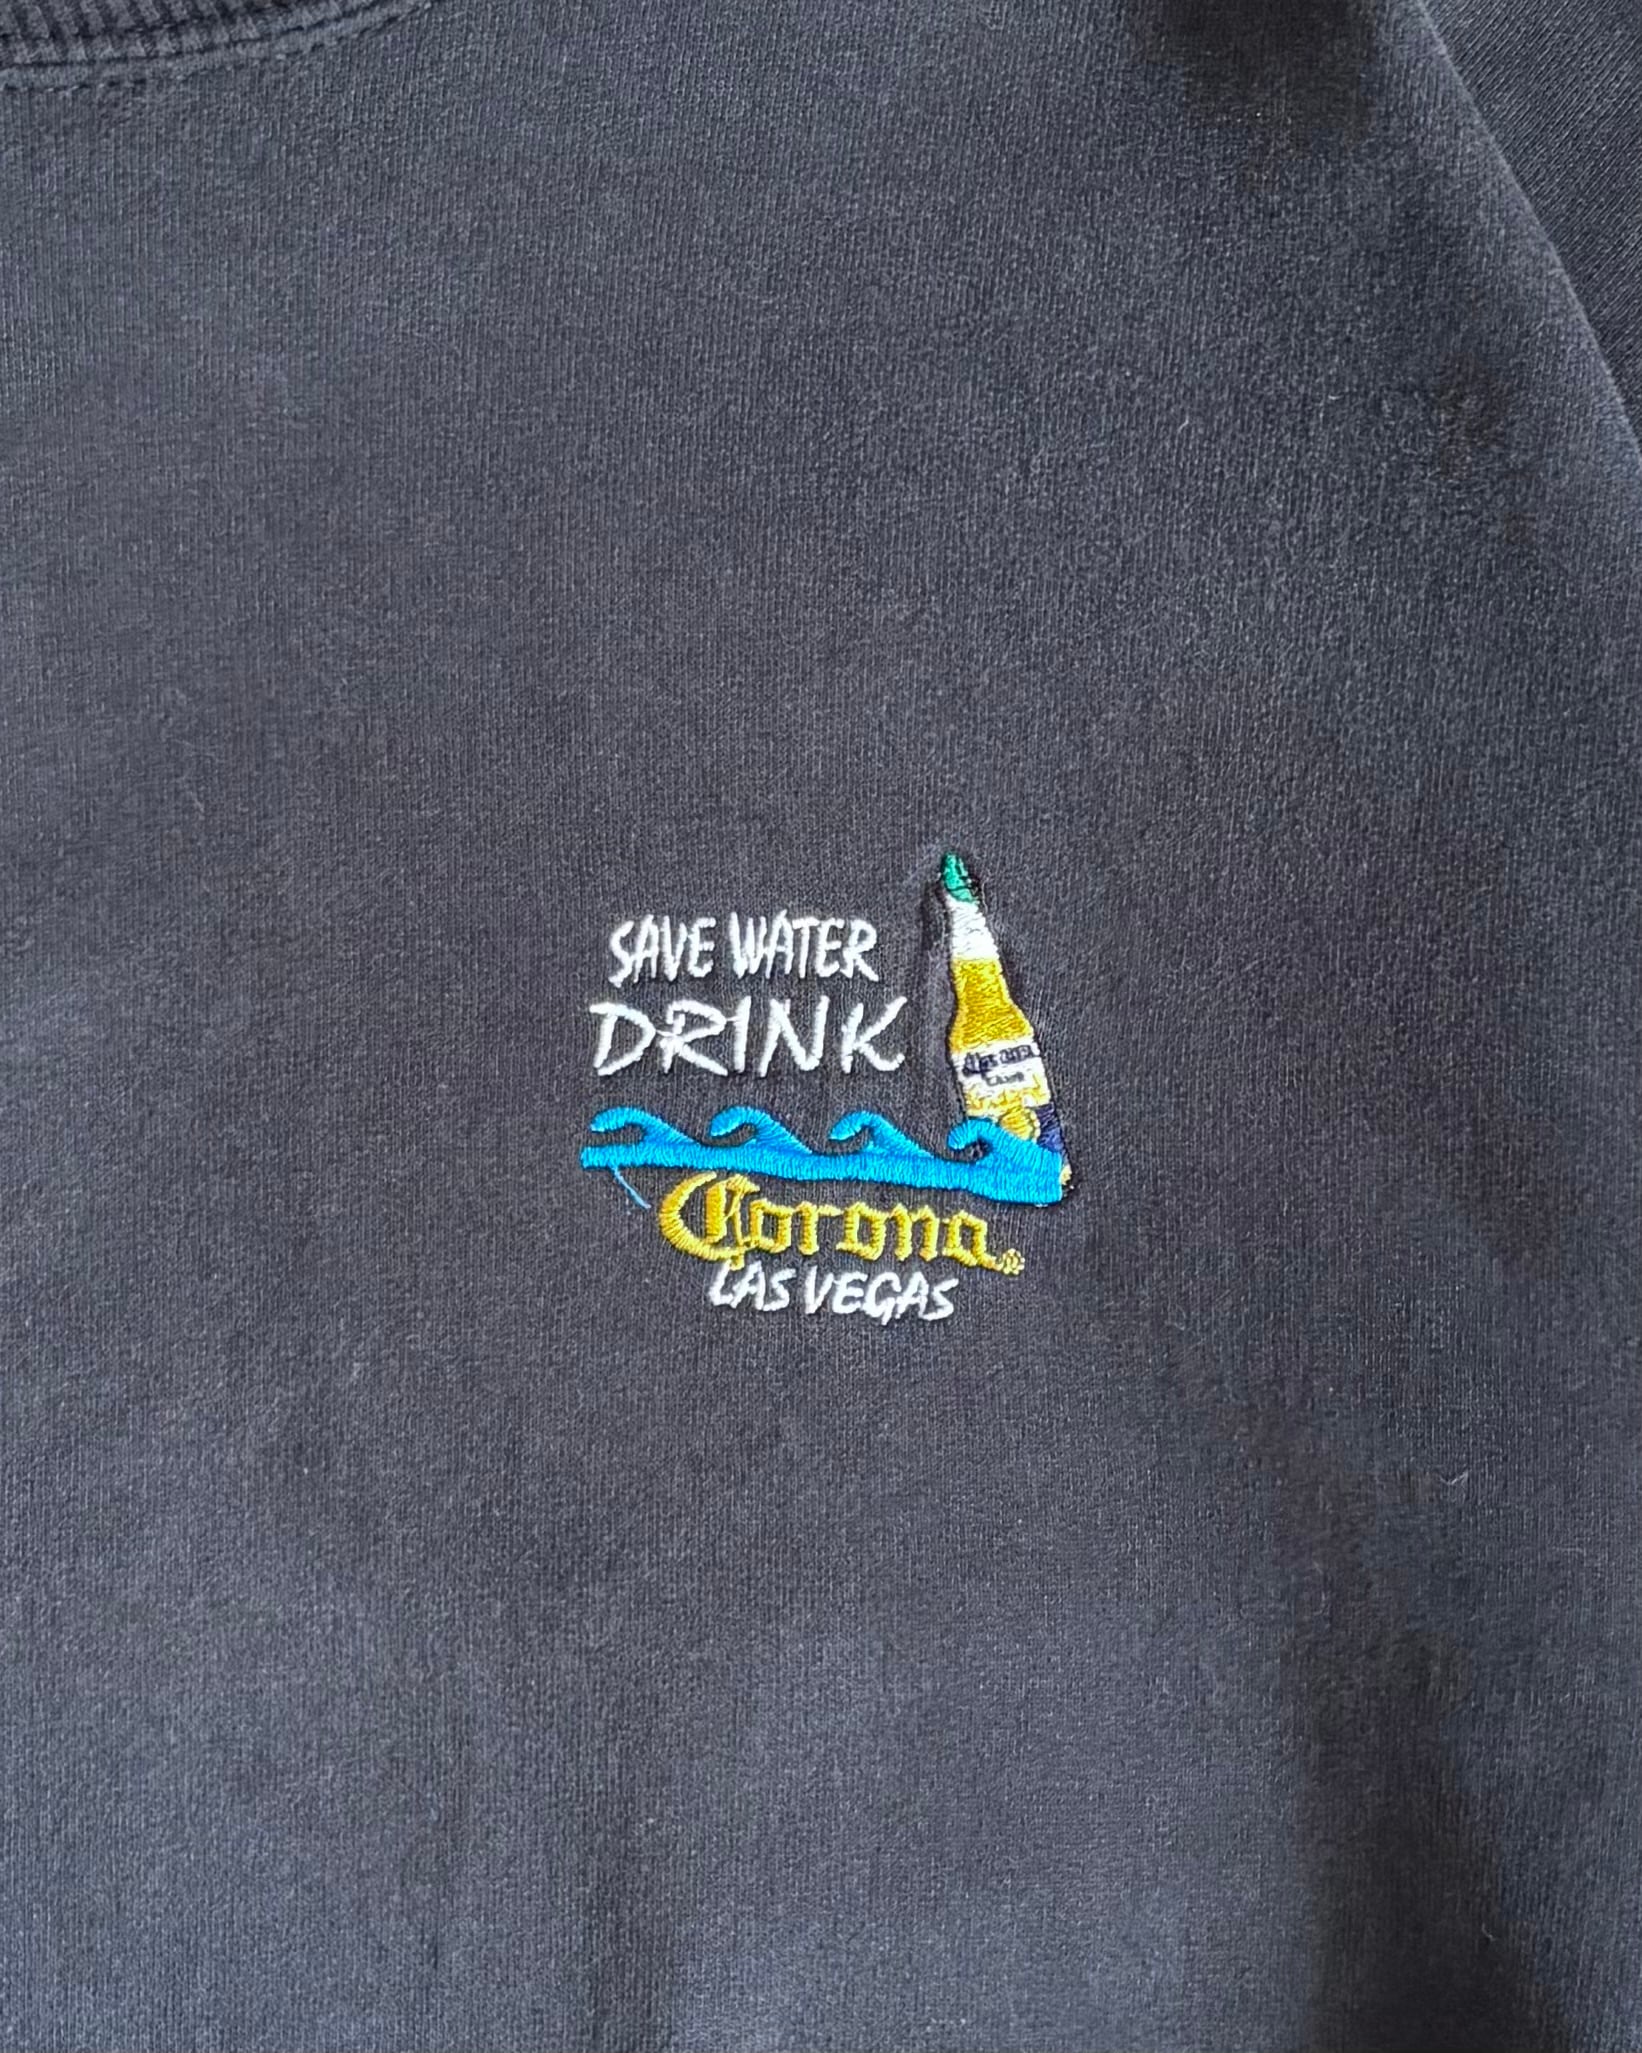 SAVE WATER
DRINK
Corona
LAS VEGAS